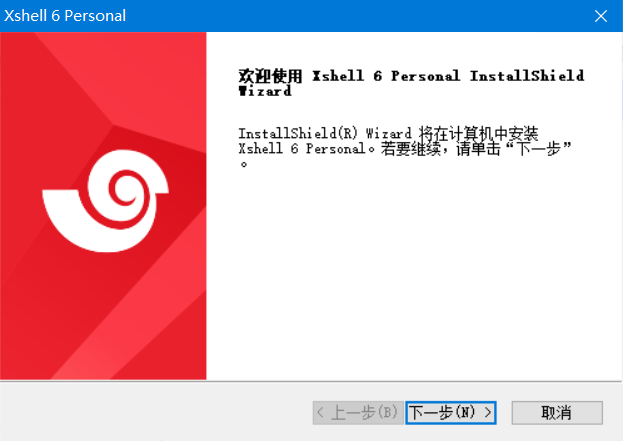 Xshell 6 Personal
欢迎使用 Xshell 6 Personal InstallShield
Wizard
InstallShield(R) Wizard 将在计算机中安装
Xshell 6 Personal。若要继续，请单击“下一步”
。
< 上一步(B)
下一步(N) >
取消